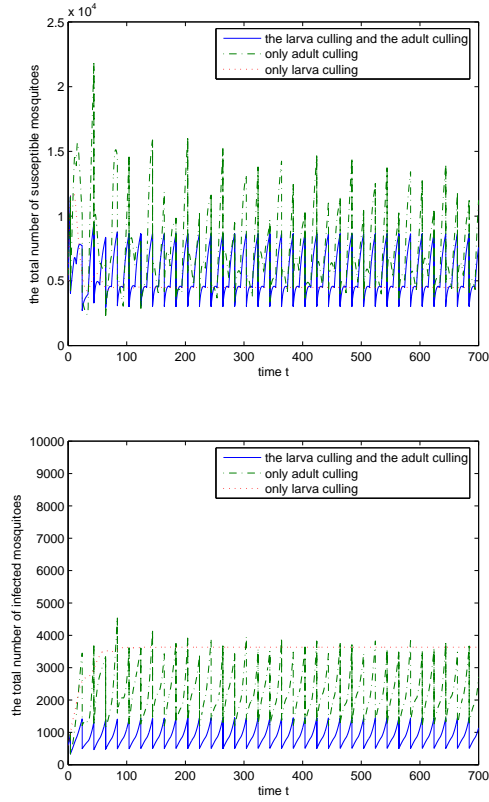 x 10⁴
2.5
2
1.5
1
0.5
0
0 100 200 300 400 500 600 700
time t
the total number of susceptible mosquitoes
the larva culling and the adult culling
only adult culling
only larva culling
10000
9000
8000
7000
6000
5000
4000
3000
2000
1000
0
0 100 200 300 400 500 600 700
time t
the total number of infected mosquitoes
the larva culling and the adult culling
only adult culling
only larva culling